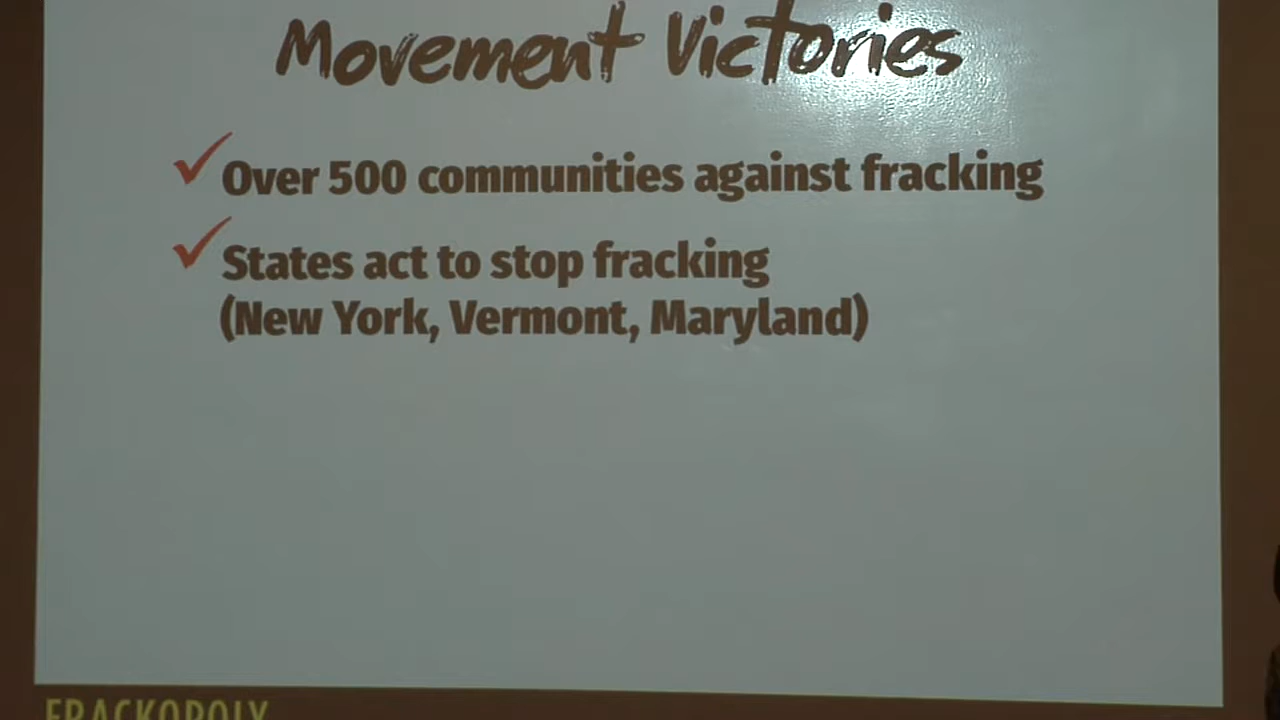 Movement Victories
Over 500 communities against fracking
States act to stop fracking
(New York, Vermont, Maryland)
FRACKOPOLY